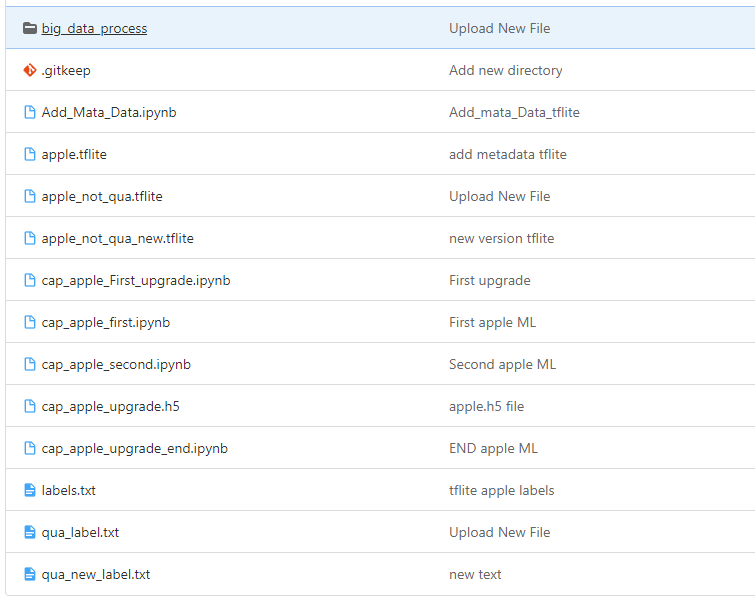 big_data_process Upload New File
.gitkeep Add new directory
Add_Mata_Data.ipynb Add_mata_Data_tflite
apple.tflite add metadata tflite
apple_not_qua.tflite Upload New File
apple_not_qua_new.tflite new version tflite
cap_apple_First_upgrade.ipynb First upgrade
cap_apple_first.ipynb First apple ML
cap_apple_second.ipynb Second apple ML
cap_apple_upgrade.h5 apple.h5 file
cap_apple_upgrade_end.ipynb END apple ML
labels.txt tflite apple labels
qua_label.txt Upload New File
qua_new_label.txt new text